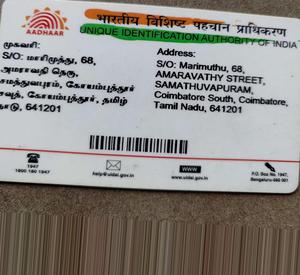 AADHAAR
भारतीय विशिष्ट पहचान प्राधिकरण
UNIQUE IDENTIFICATION AUTHORITY OF INDIA
முகவரி:
S/O: மாரிமுத்து, 68,
அமராவதி தெரு,
சமத்துவபுரம், கோயம்புத்தூர்
சவுத், கோயம்புத்தூர், தமிழ்
நாடு, 641201
Address:
S/O: Marimuthu, 68,
AMARAVATHY STREET,
SAMATHUVAPURAM,
Coimbatore South, Coimbatore,
Tamil Nadu, 641201
1947
1800 180 1947
help@uidai.gov.in
WWW
www.uidai.gov.in
P.O. Box No. 1947,
Bengaluru-560 001